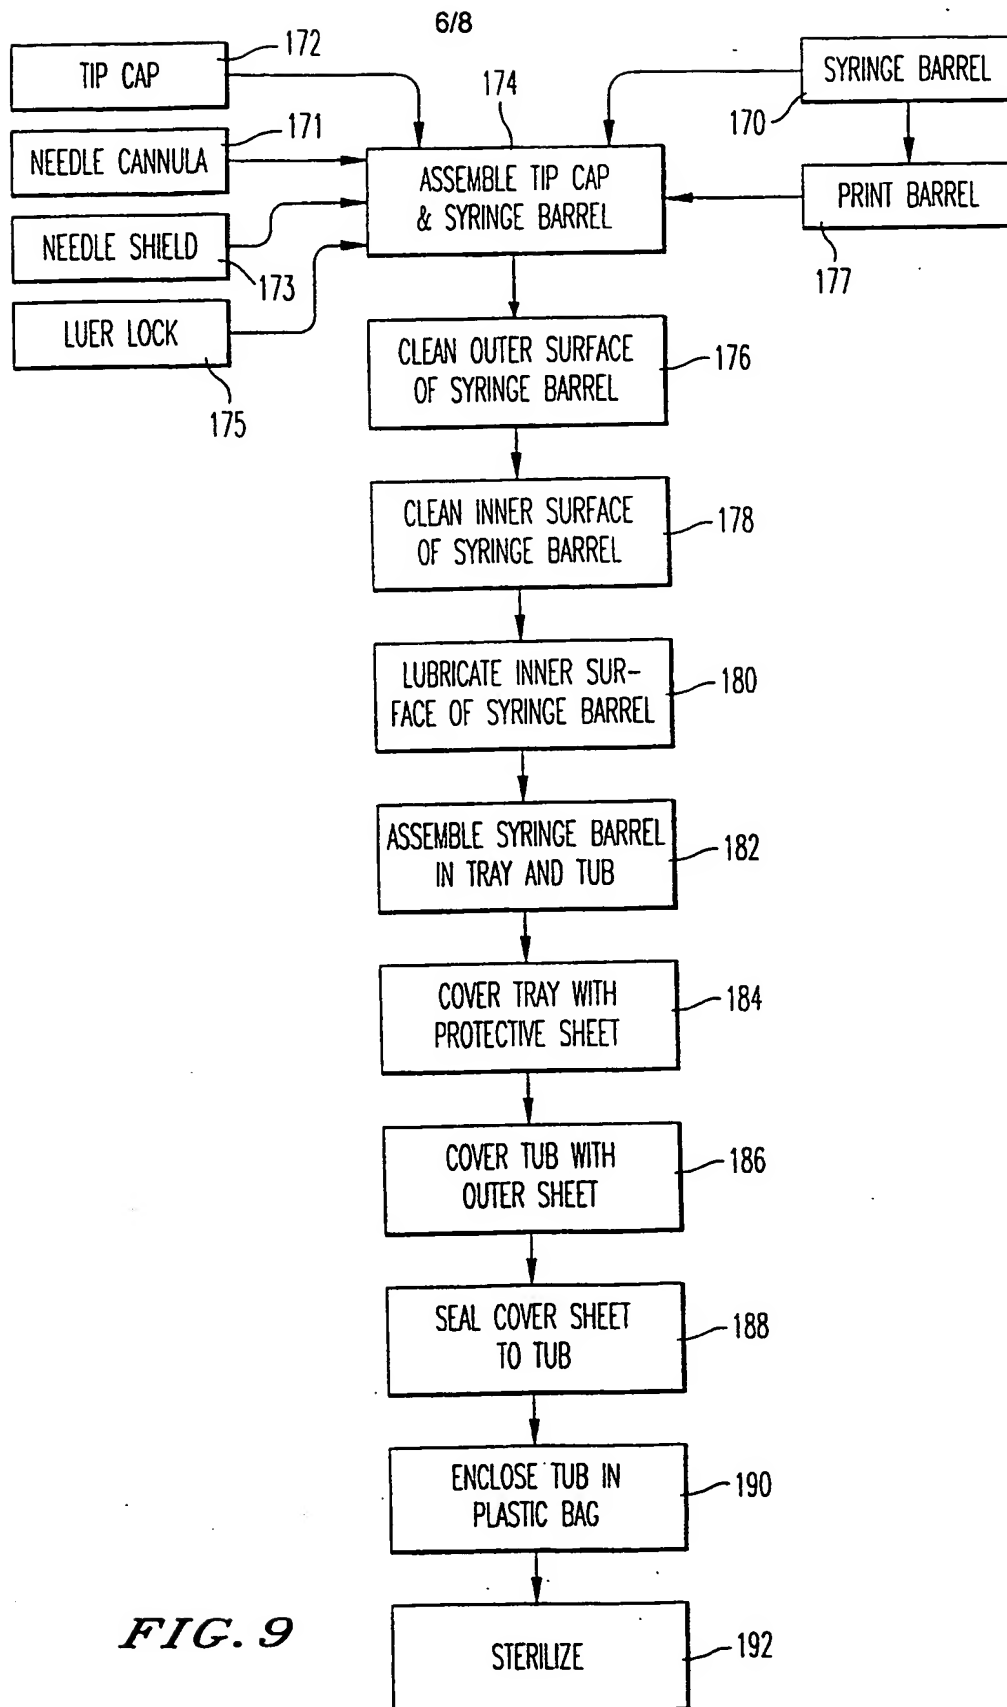 6/8
TIP CAP
172
NEEDLE CANNULA
171
NEEDLE SHIELD
173
LUER LOCK
175
174
ASSEMBLE TIP CAP
& SYRINGE BARREL
SYRINGE BARREL
170
PRINT BARREL
177
CLEAN OUTER SURFACE
OF SYRINGE BARREL
176
CLEAN INNER SURFACE
OF SYRINGE BARREL
178
LUBRICATE INNER SUR-
FACE OF SYRINGE BARREL
180
ASSEMBLE SYRINGE BARREL
IN TRAY AND TUB
182
COVER TRAY WITH
PROTECTIVE SHEET
184
COVER TUB WITH
OUTER SHEET
186
SEAL COVER SHEET
TO TUB
188
ENCLOSE TUB IN
PLASTIC BAG
190
STERILIZE
192
FIG. 9